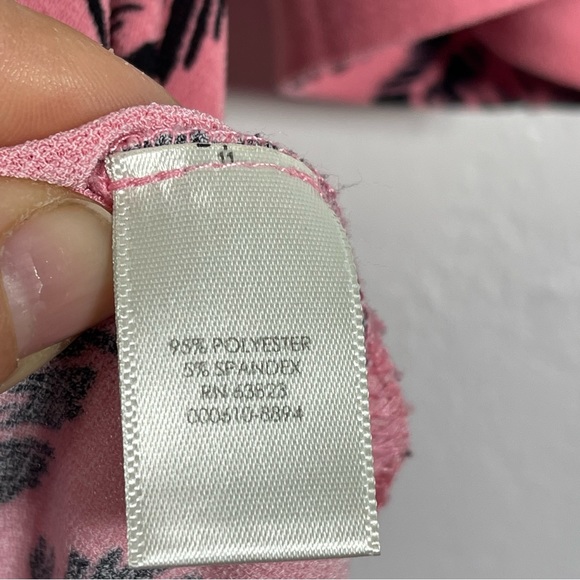 95% POLYESTER
5% SPANDEX
RN 63823
000610-8894